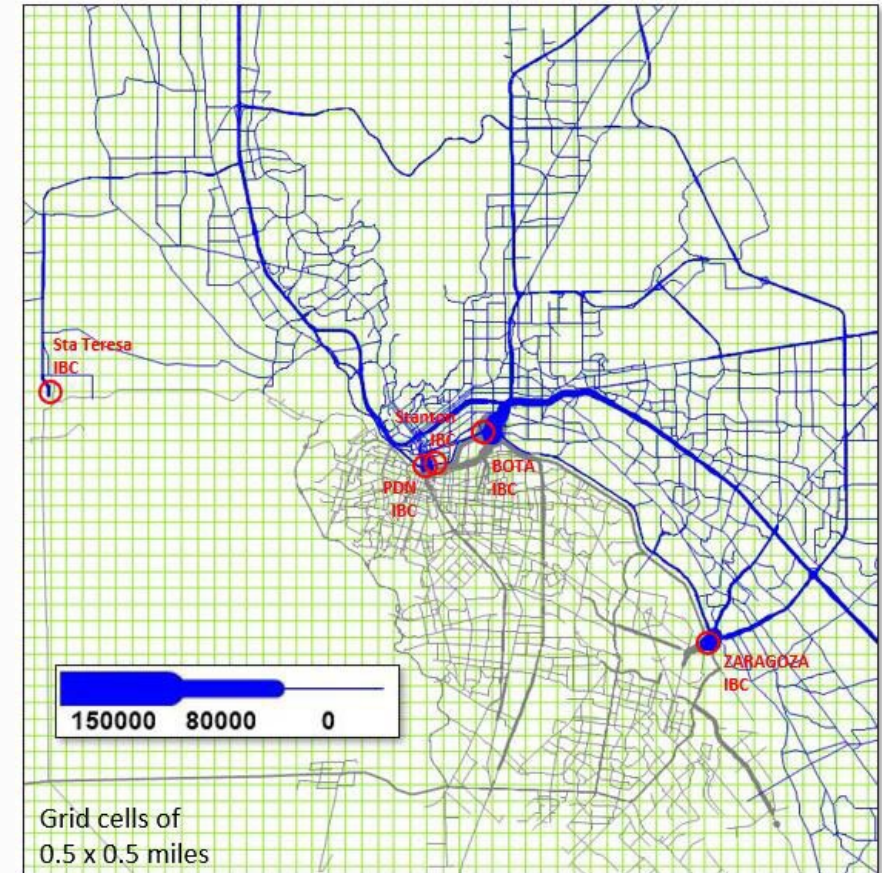 Sta Teresa
IBC
Stanton
IBC
BOTA
IBC
PDN
IBC
ZARAGOZA
IBC
150000 80000 0
Grid cells of
0.5 x 0.5 miles